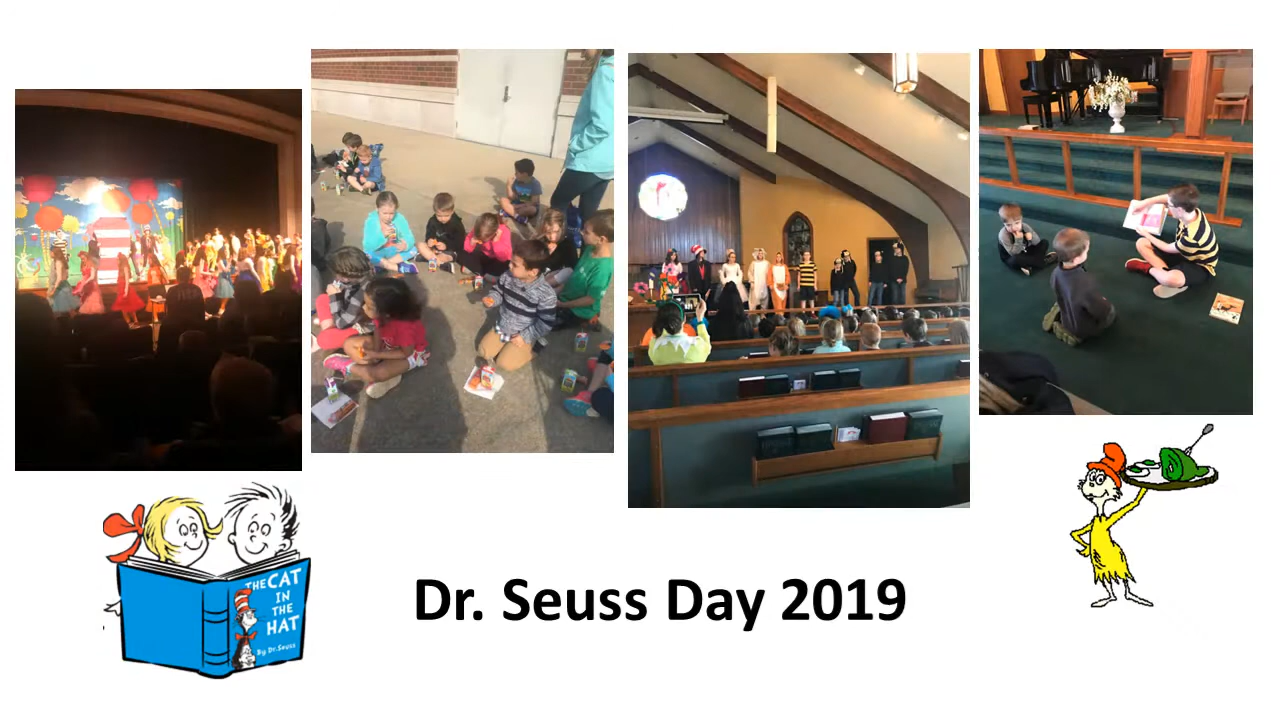 THE CAT
IN
THE
HAT
By Dr. Seuss
Dr. Seuss Day 2019